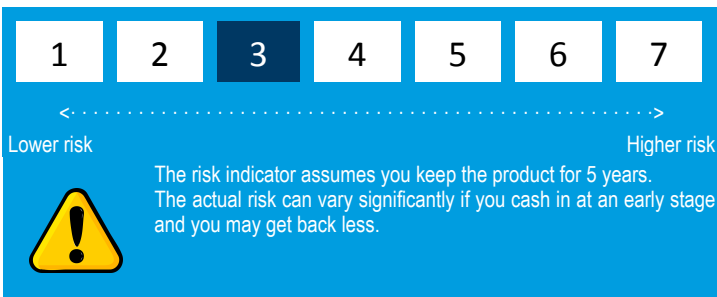 1 2 3 4 5 6 7
Lower risk Higher risk
The risk indicator assumes you keep the product for 5 years.
The actual risk can vary significantly if you cash in at an early stage
and you may get back less.